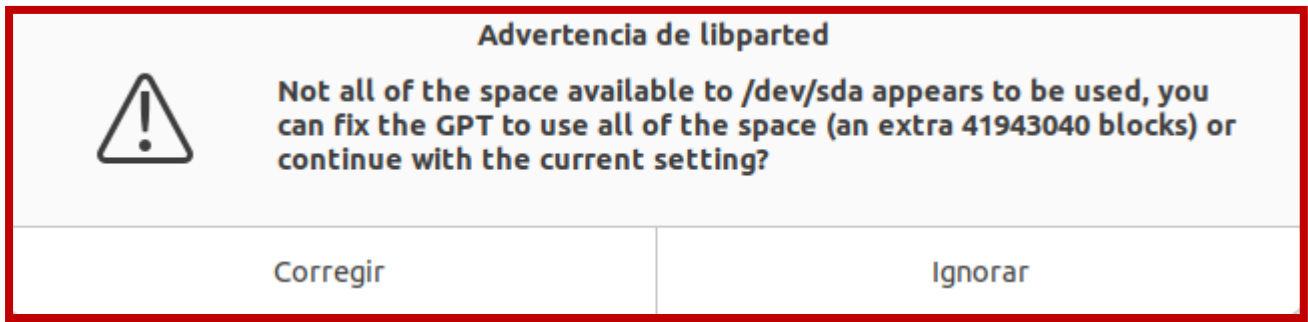 Advertencia de libparted
Not all of the space available to /dev/sda appears to be used, you
can fix the GPT to use all of the space (an extra 41943040 blocks) or
continue with the current setting?
Corregir
Ignorar